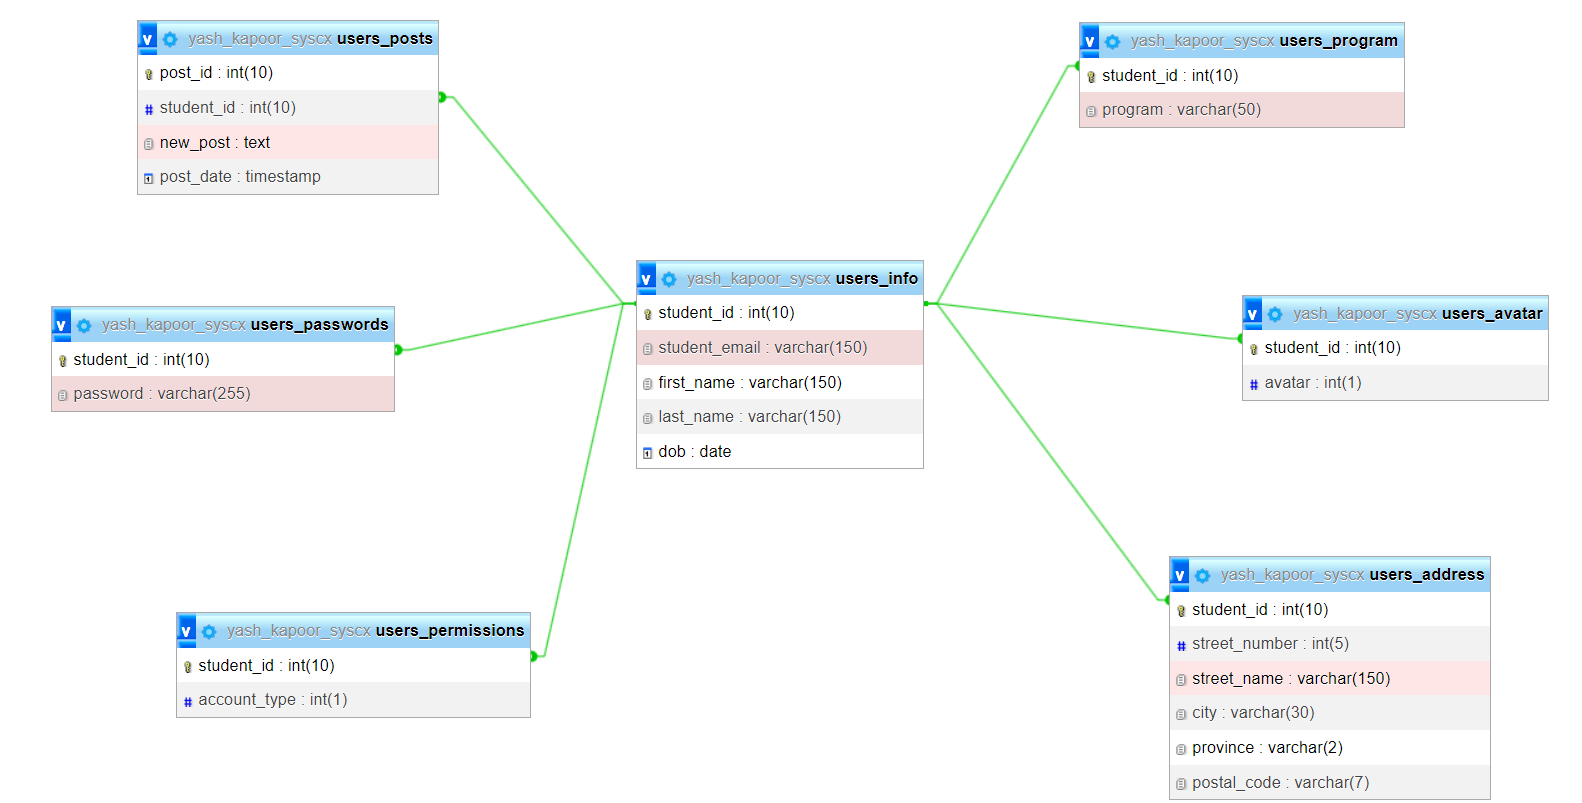 v yash_kapoor_syscx users_posts
post_id : int(10)
# student_id : int(10)
new_post : text
post_date : timestamp
v yash_kapoor_syscx users_program
student_id : int(10)
program : varchar(50)
v yash_kapoor_syscx users_info
student_id : int(10)
student_email : varchar(150)
first_name : varchar(150)
last_name : varchar(150)
dob : date
v yash_kapoor_syscx users_passwords
student_id : int(10)
password : varchar(255)
v yash_kapoor_syscx users_avatar
student_id : int(10)
# avatar : int(1)
v yash_kapoor_syscx users_permissions
student_id : int(10)
# account_type : int(1)
v yash_kapoor_syscx users_address
student_id : int(10)
# street_number : int(5)
street_name : varchar(150)
city : varchar(30)
province : varchar(2)
postal_code : varchar(7)